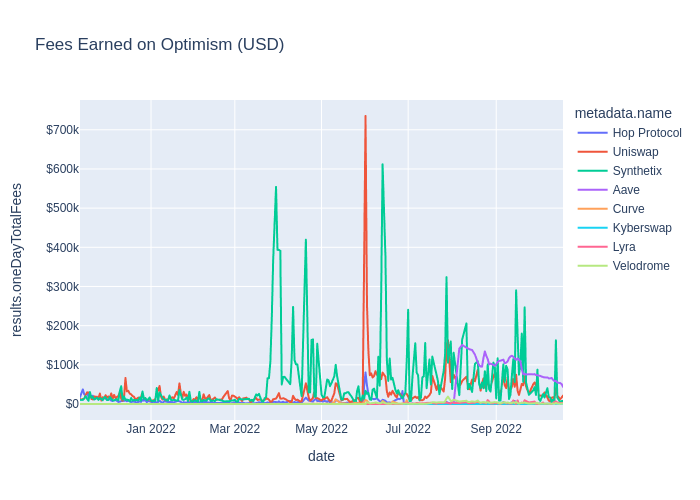 Fees Earned on Optimism (USD)
metadata.name
Hop Protocol
Uniswap
Synthetix
Aave
Curve
Kyberswap
Lyra
Velodrome
results.oneDayTotalFees
$700k
$600k
$500k
$400k
$300k
$200k
$100k
$0
Jan 2022
Mar 2022
May 2022
Jul 2022
Sep 2022
date